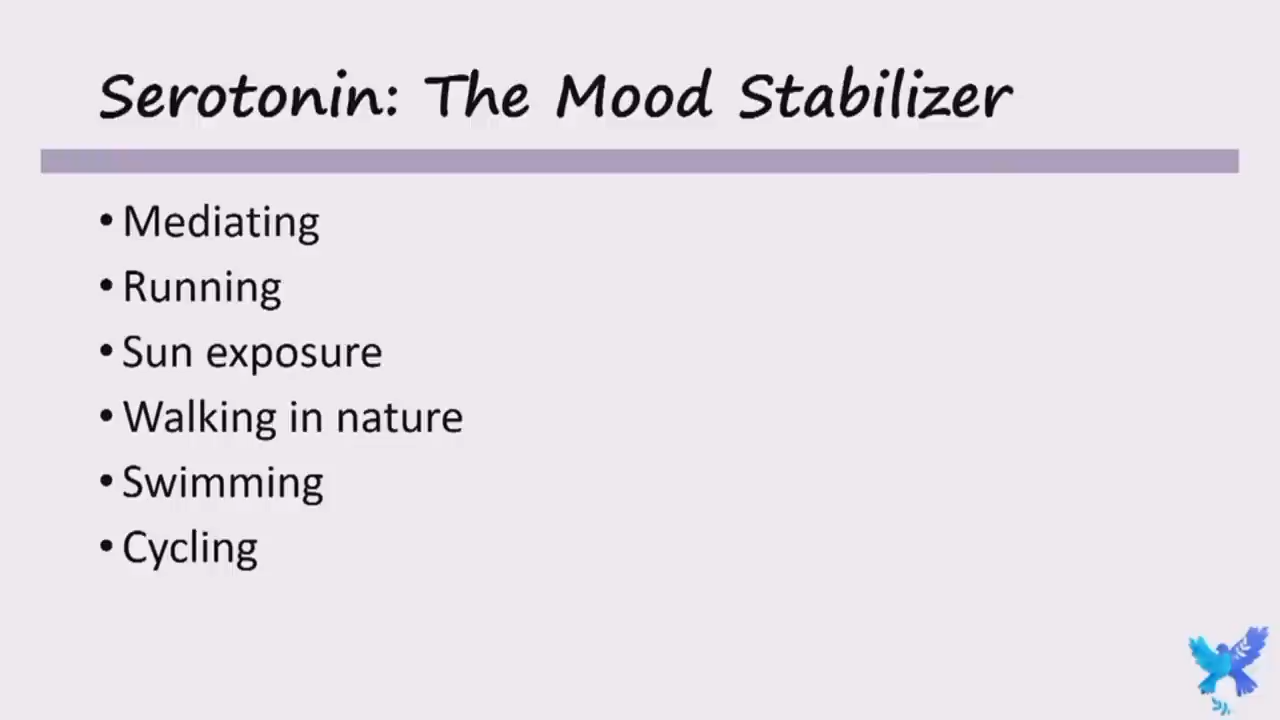 Serotonin: The Mood Stabilizer
• Mediating
• Running
• Sun exposure
• Walking in nature
• Swimming
• Cycling